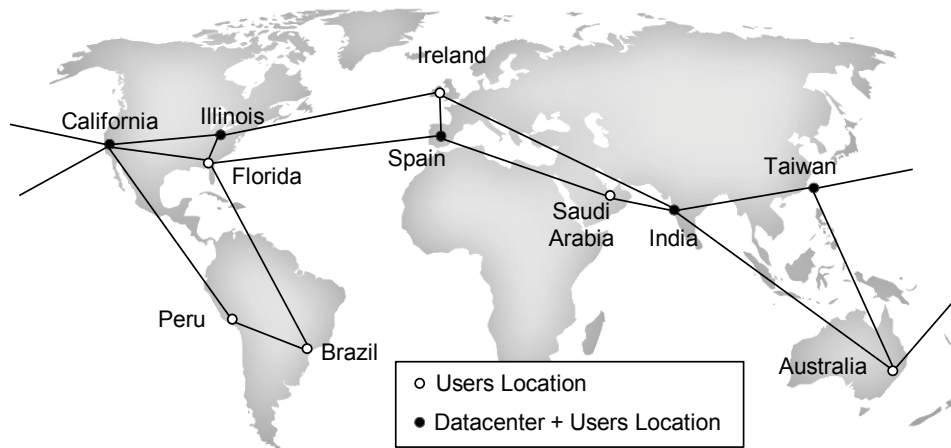 Ireland
California
Illinois
Spain
Florida
Taiwan
Saudi
Arabia
India
Peru
Brazil
Australia
Users Location
Datacenter + Users Location